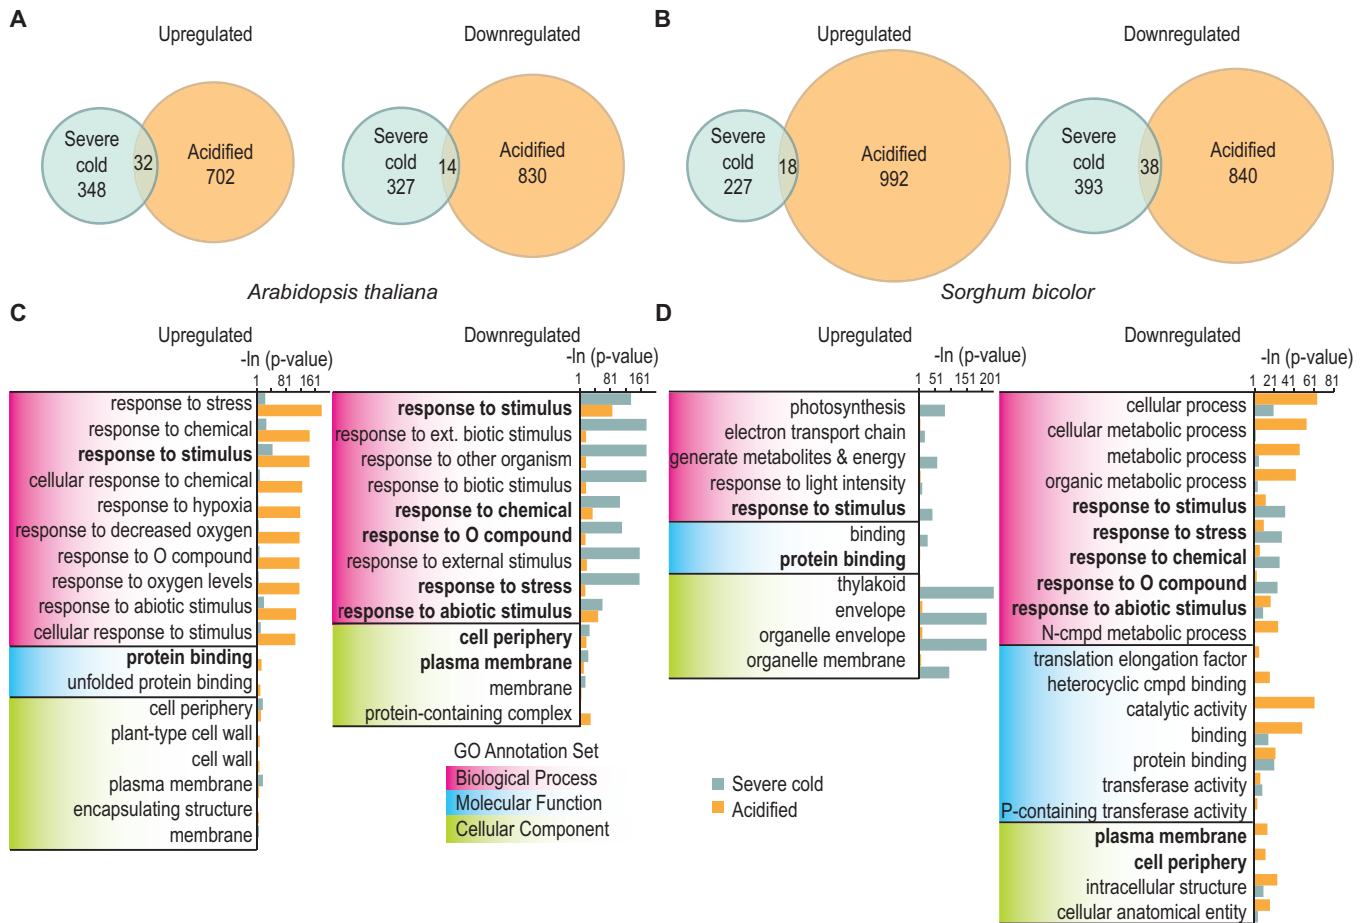 A
Upregulated
Downregulated
Severe
cold
348
32
Acidified
702
Severe
cold
327
14
Acidified
830
Arabidopsis thaliana
B
Upregulated
Downregulated
Severe
cold
227
18
Acidified
992
Severe
cold
393
38
Acidified
840
Sorghum bicolor
C
Upregulated
-ln (p-value)
1 81 161
response to stress
response to chemical
response to stimulus
cellular response to chemical
response to hypoxia
response to decreased oxygen
response to O compound
response to oxygen levels
response to abiotic stimulus
cellular response to stimulus
protein binding
unfolded protein binding
cell periphery
plant-type cell wall
cell wall
plasma membrane
encapsulating structure
membrane
Downregulated
-ln (p-value)
1 81 161
response to stimulus
response to ext. biotic stimulus
response to other organism
response to biotic stimulus
response to chemical
response to O compound
response to external stimulus
response to stress
response to abiotic stimulus
cell periphery
plasma membrane
membrane
protein-containing complex
GO Annotation Set
Biological Process
Molecular Function
Cellular Component
D
Upregulated
-ln (p-value)
1 51 151 201
photosynthesis
electron transport chain
generate metabolites & energy
response to light intensity
response to stimulus
binding
protein binding
thylakoid
envelope
organelle envelope
organelle membrane
Severe cold
Acidified
Downregulated
-ln (p-value)
1 21 41 61 81
cellular process
cellular metabolic process
metabolic process
organic metabolic process
response to stimulus
response to stress
response to chemical
response to O compound
response to abiotic stimulus
N-cmpd metabolic process
translation elongation factor
heterocyclic cmpd binding
catalytic activity
binding
protein binding
transferase activity
P-containing transferase activity
plasma membrane
cell periphery
intracellular structure
cellular anatomical entity